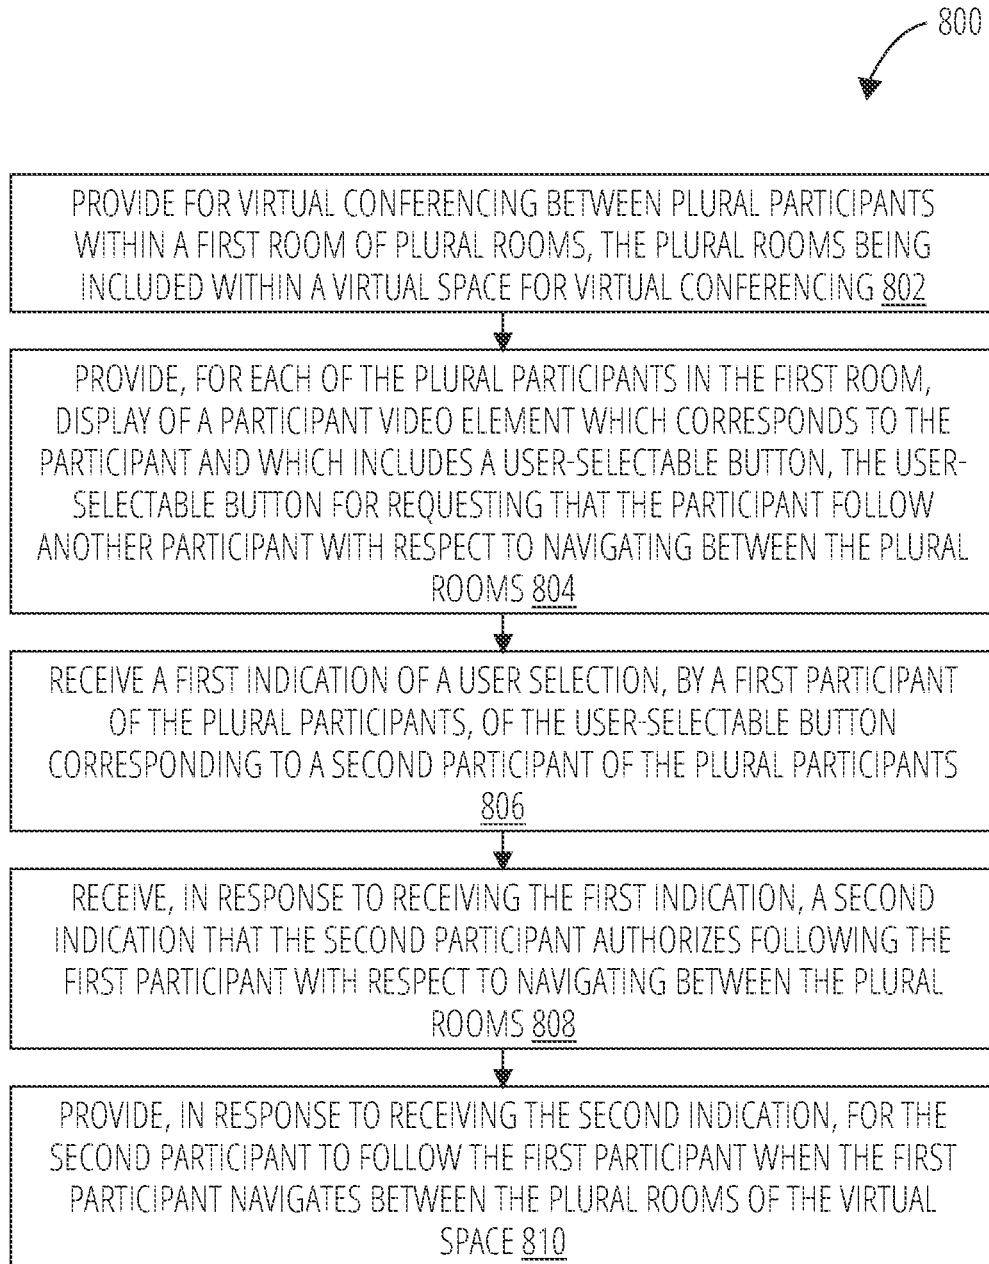 800
PROVIDE FOR VIRTUAL CONFERENCING BETWEEN PLURAL PARTICIPANTS
WITHIN A FIRST ROOM OF PLURAL ROOMS, THE PLURAL ROOMS BEING
INCLUDED WITHIN A VIRTUAL SPACE FOR VIRTUAL CONFERENCING 802
PROVIDE, FOR EACH OF THE PLURAL PARTICIPANTS IN THE FIRST ROOM,
DISPLAY OF A PARTICIPANT VIDEO ELEMENT WHICH CORRESPONDS TO THE
PARTICIPANT AND WHICH INCLUDES A USER-SELECTABLE BUTTON, THE USER-
SELECTABLE BUTTON FOR REQUESTING THAT THE PARTICIPANT FOLLOW
ANOTHER PARTICIPANT WITH RESPECT TO NAVIGATING BETWEEN THE PLURAL
ROOMS 804
RECEIVE A FIRST INDICATION OF A USER SELECTION, BY A FIRST PARTICIPANT
OF THE PLURAL PARTICIPANTS, OF THE USER-SELECTABLE BUTTON
CORRESPONDING TO A SECOND PARTICIPANT OF THE PLURAL PARTICIPANTS
806
RECEIVE, IN RESPONSE TO RECEIVING THE FIRST INDICATION, A SECOND
INDICATION THAT THE SECOND PARTICIPANT AUTHORIZES FOLLOWING THE
FIRST PARTICIPANT WITH RESPECT TO NAVIGATING BETWEEN THE PLURAL
ROOMS 808
PROVIDE, IN RESPONSE TO RECEIVING THE SECOND INDICATION, FOR THE
SECOND PARTICIPANT TO FOLLOW THE FIRST PARTICIPANT WHEN THE FIRST
PARTICIPANT NAVIGATES BETWEEN THE PLURAL ROOMS OF THE VIRTUAL
SPACE 810